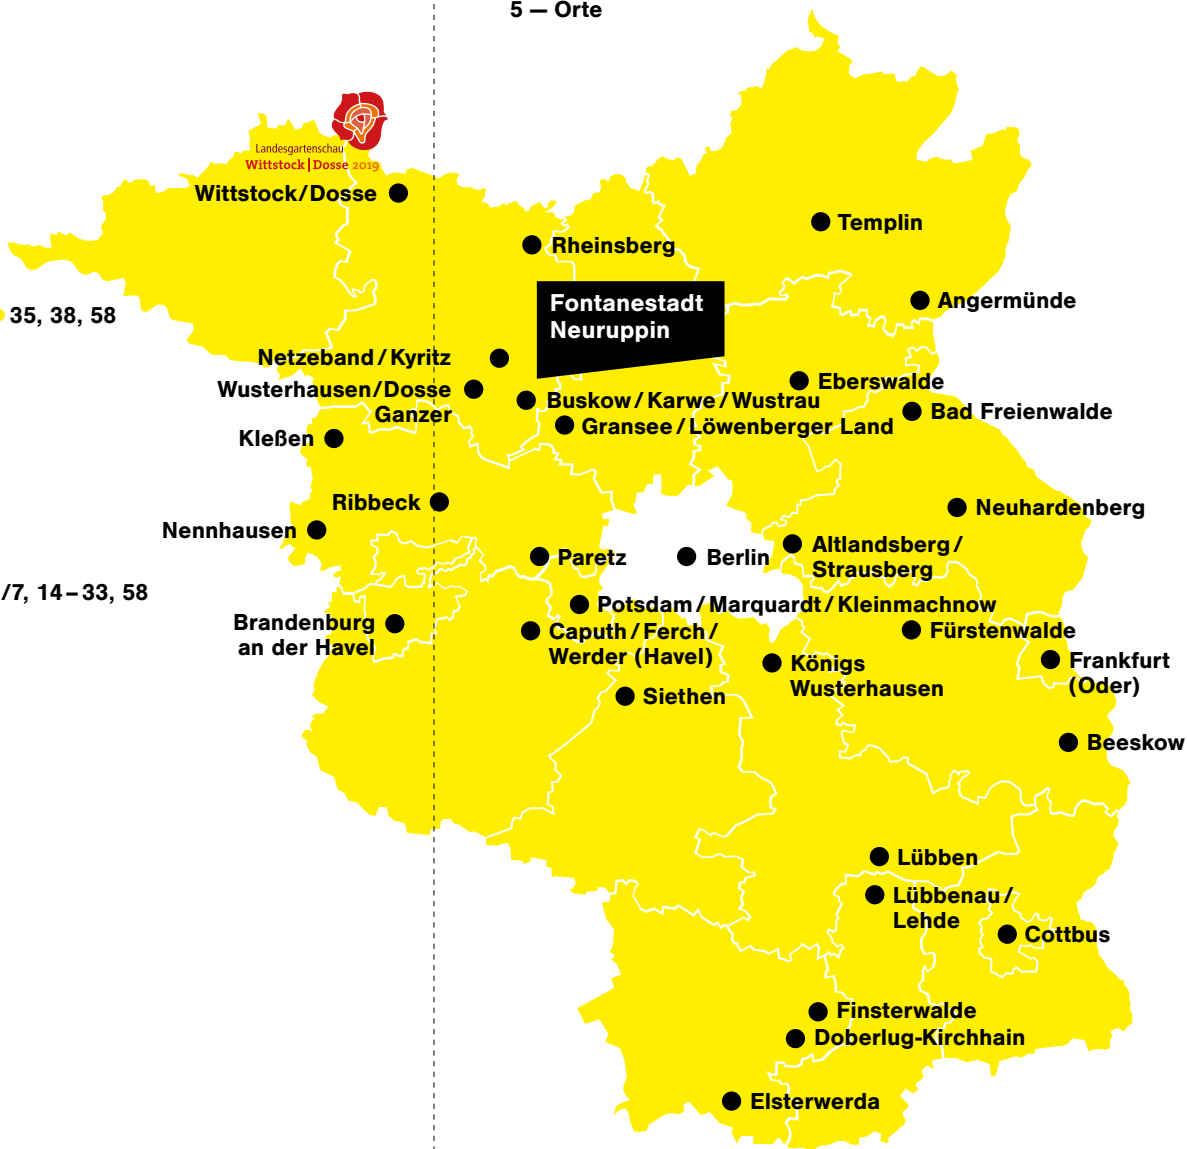 5 — Orte
Landesgartenschau
Wittstock | Dosse 2019
Wittstock/Dosse
Templin
Rheinsberg
Angermünde
Fontanestadt
Neuruppin
35, 38, 58
Netzeband / Kyritz
Eberswalde
Wusterhausen/Dosse
Ganzer
Buskow / Karwe / Wustrau
Bad Freienwalde
Gransee / Löwenberger Land
Kleßen
Ribbeck
Neuhardenberg
Nennhausen
Altlandsberg /
Strausberg
Paretz
Berlin
/7, 14 – 33, 58
Potsdam / Marquardt / Kleinmachnow
Brandenburg
an der Havel
Caputh / Ferch /
Werder (Havel)
Fürstenwalde
Königs
Wusterhausen
Frankfurt
(Oder)
Siethen
Beeskow
Lübben
Lübbenau /
Lehde
Cottbus
Finsterwalde
Doberlug-Kirchhain
Elsterwerda